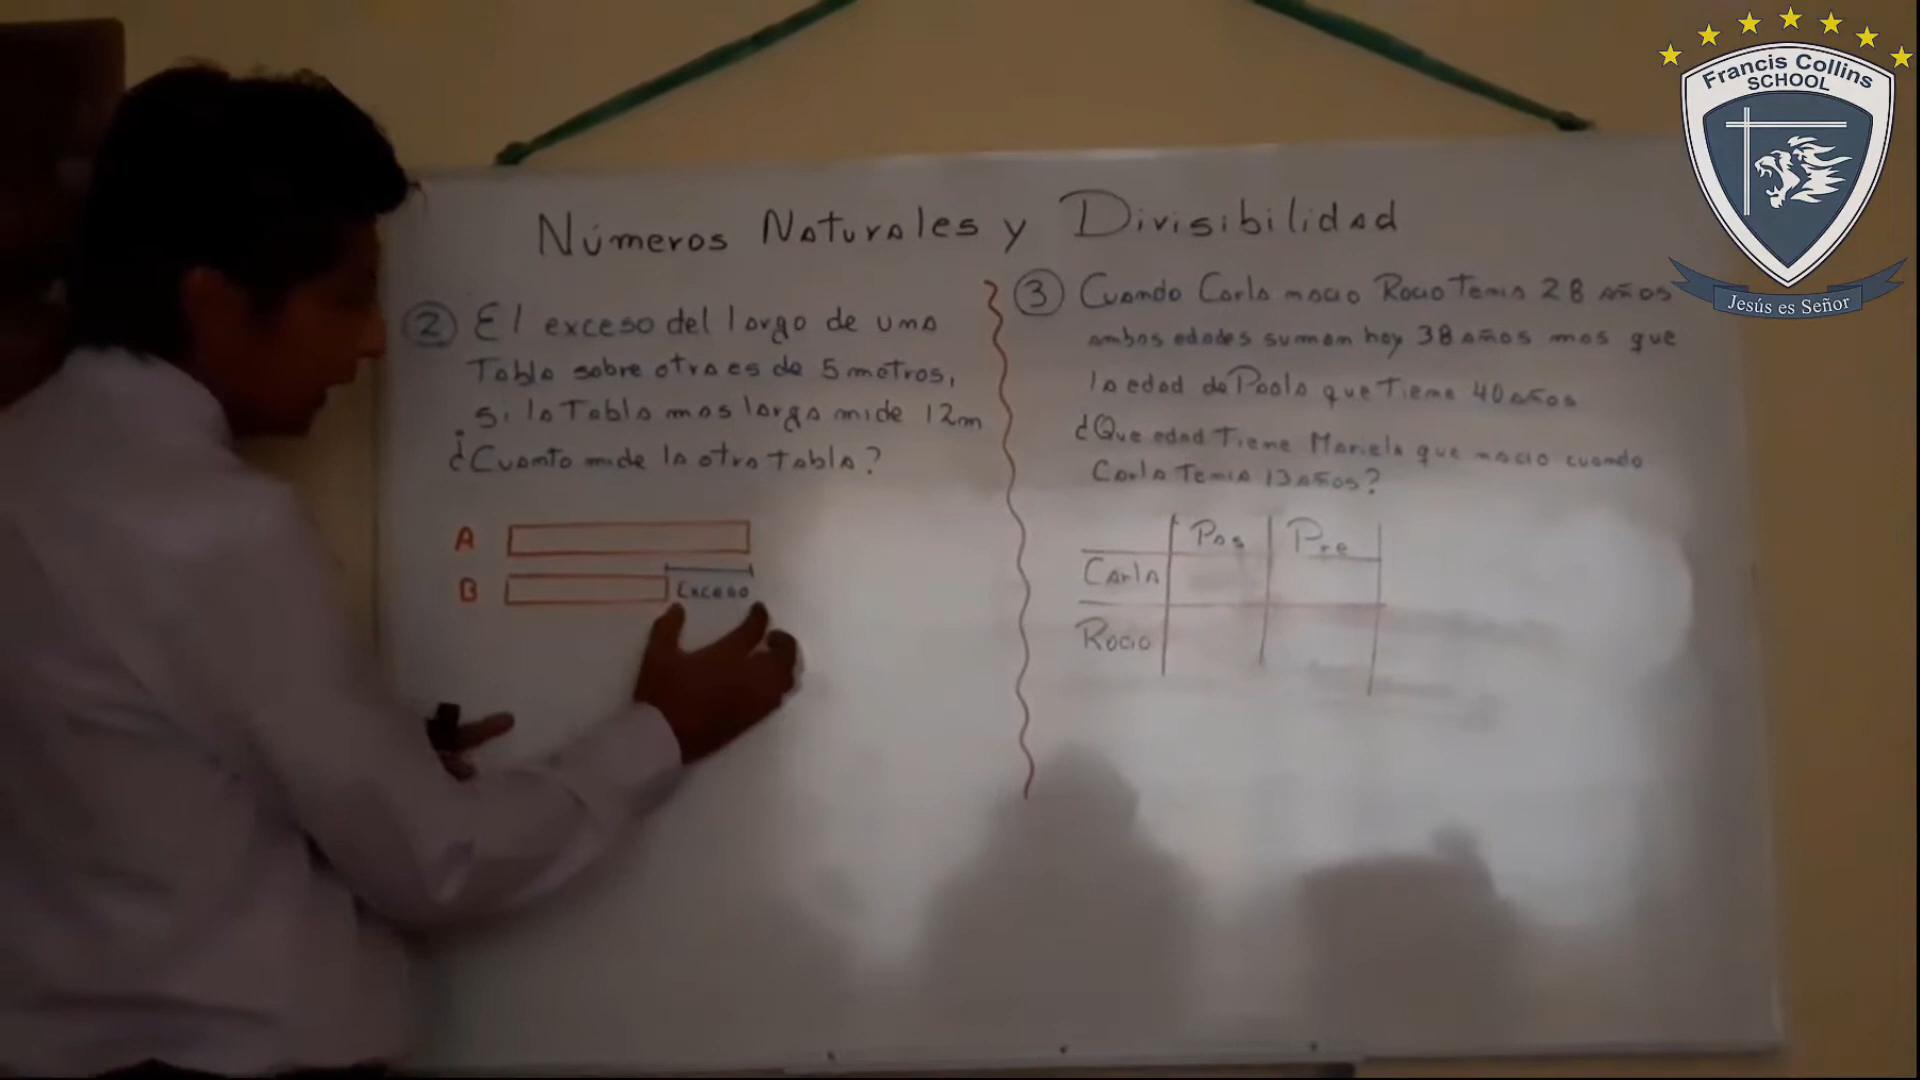 Números Naturales y Divisibilidad
② El exceso del largo de una
Tabla sobre otra es de 5 metros,
si la Tabla mas larga mide 12m
¿Cuanto mide la otra tabla?
A
B Exceso
③ Cuando Carla nacio Rocio Tenia 28 años
ambas edades suman hoy 38 años mas que
la edad de Paola que Tiene 40 años
¿Que edad Tiene Mariela que nacio cuando
Carla Tenia 13 años?
Pas Pre
Carla
Rocio
Francis Collins
SCHOOL
Jesús es Señor